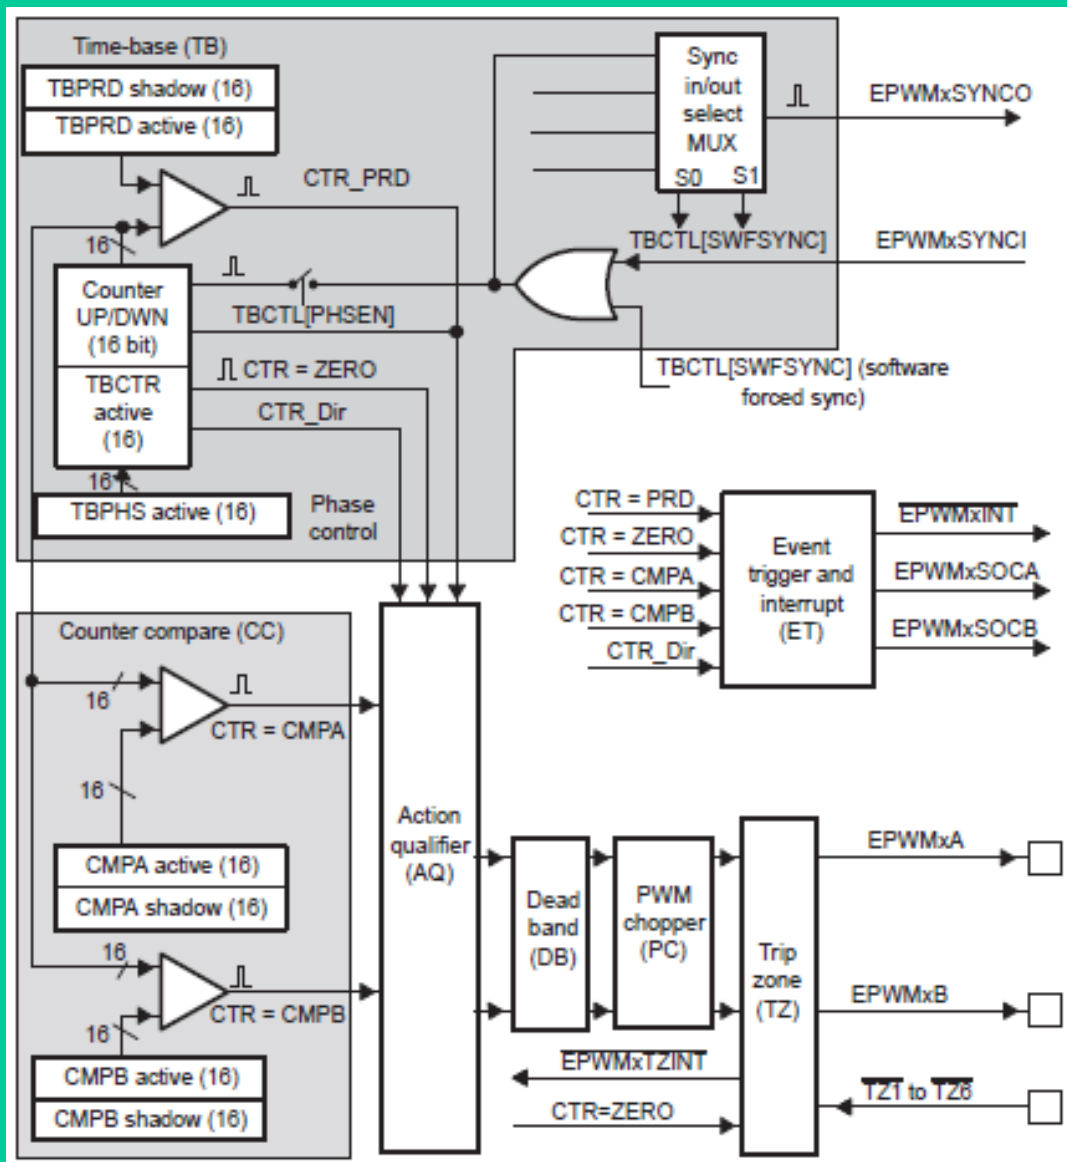 Time-base (TB)
TBPRD shadow (16)
TBPRD active (16)
CTR_PRD
Sync
in/out
select
MUX
S0 S1
EPWMxSYNCO
TBCTL[SWFSYNC]
EPWMxSYNCI
16
Counter
UP/DWN
(16 bit)
TBCTR
active
(16)
TBCTL[PHSEN]
CTR = ZERO
CTR_Dir
TBCTL[SWFSYNC] (software
forced sync)
16
TBPHS active (16)
Phase
control
CTR = PRD
CTR = ZERO
CTR = CMPA
CTR = CMPB
CTR_Dir
Event
trigger and
interrupt
(ET)
EPWMxINT
EPWMxSOCA
EPWMxSOCB
Counter compare (CC)
16
CTR = CMPA
16
CMPA active (16)
CMPA shadow (16)
16
CTR = CMPB
16
CMPB active (16)
CMPB shadow (16)
Action
qualifier
(AQ)
Dead
band
(DB)
PWM
chopper
(PC)
Trip
zone
(TZ)
EPWMxA
EPWMxB
EPWMxTZINT
CTR=ZERO
TZ1 to TZ6